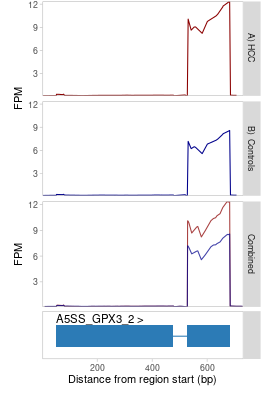 12
9
6
3
FPM
A) HCC
12
9
6
3
FPM
B) Controls
12
9
6
3
FPM
Combined
A5SS_GPX3_2 >
200
400
600
Distance from region start (bp)